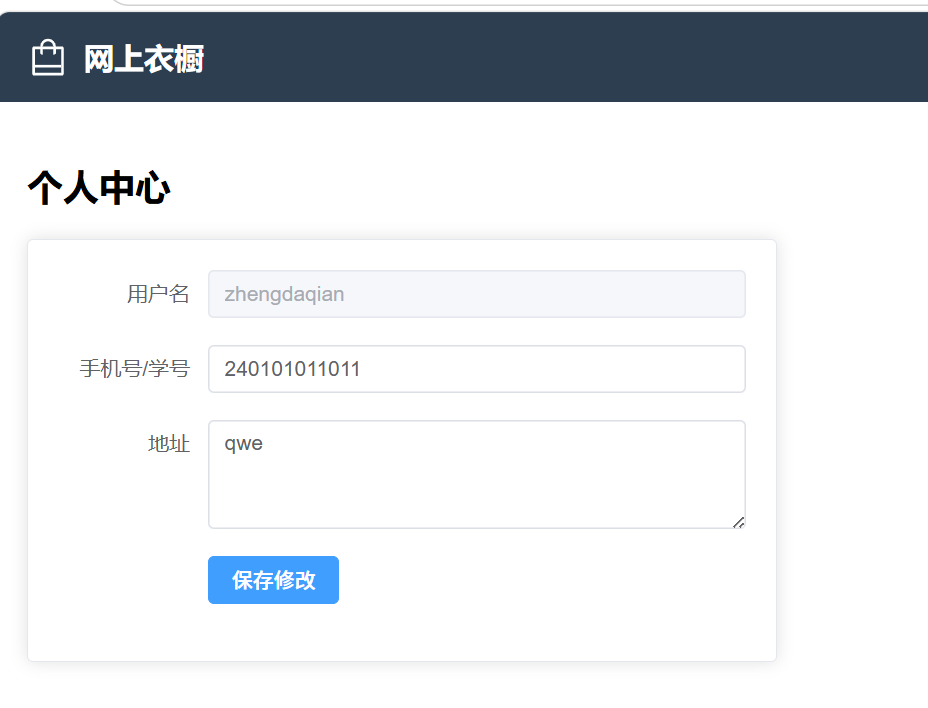 网上衣橱
个人中心
用户名
zhengdaqian
手机号/学号
240101011011
地址
qwe
保存修改